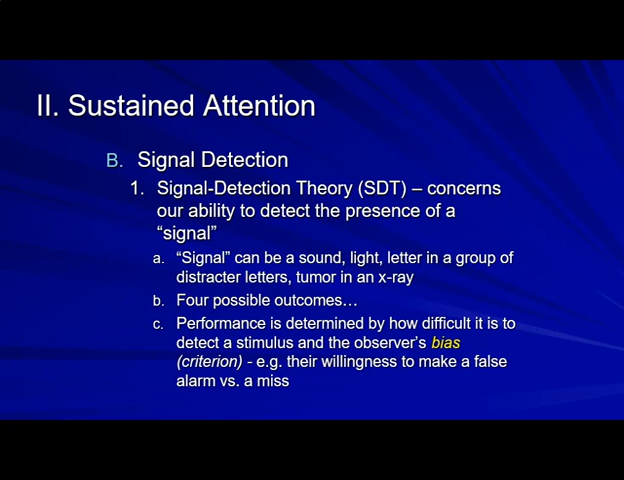 II. Sustained Attention
B. Signal Detection
1. Signal-Detection Theory (SDT) – concerns
our ability to detect the presence of a
“signal”
a. “Signal” can be a sound, light, letter in a group of
distracter letters, tumor in an x-ray
b. Four possible outcomes…
c. Performance is determined by how difficult it is to
detect a stimulus and the observer’s bias
(criterion) - e.g. their willingness to make a false
alarm vs. a miss